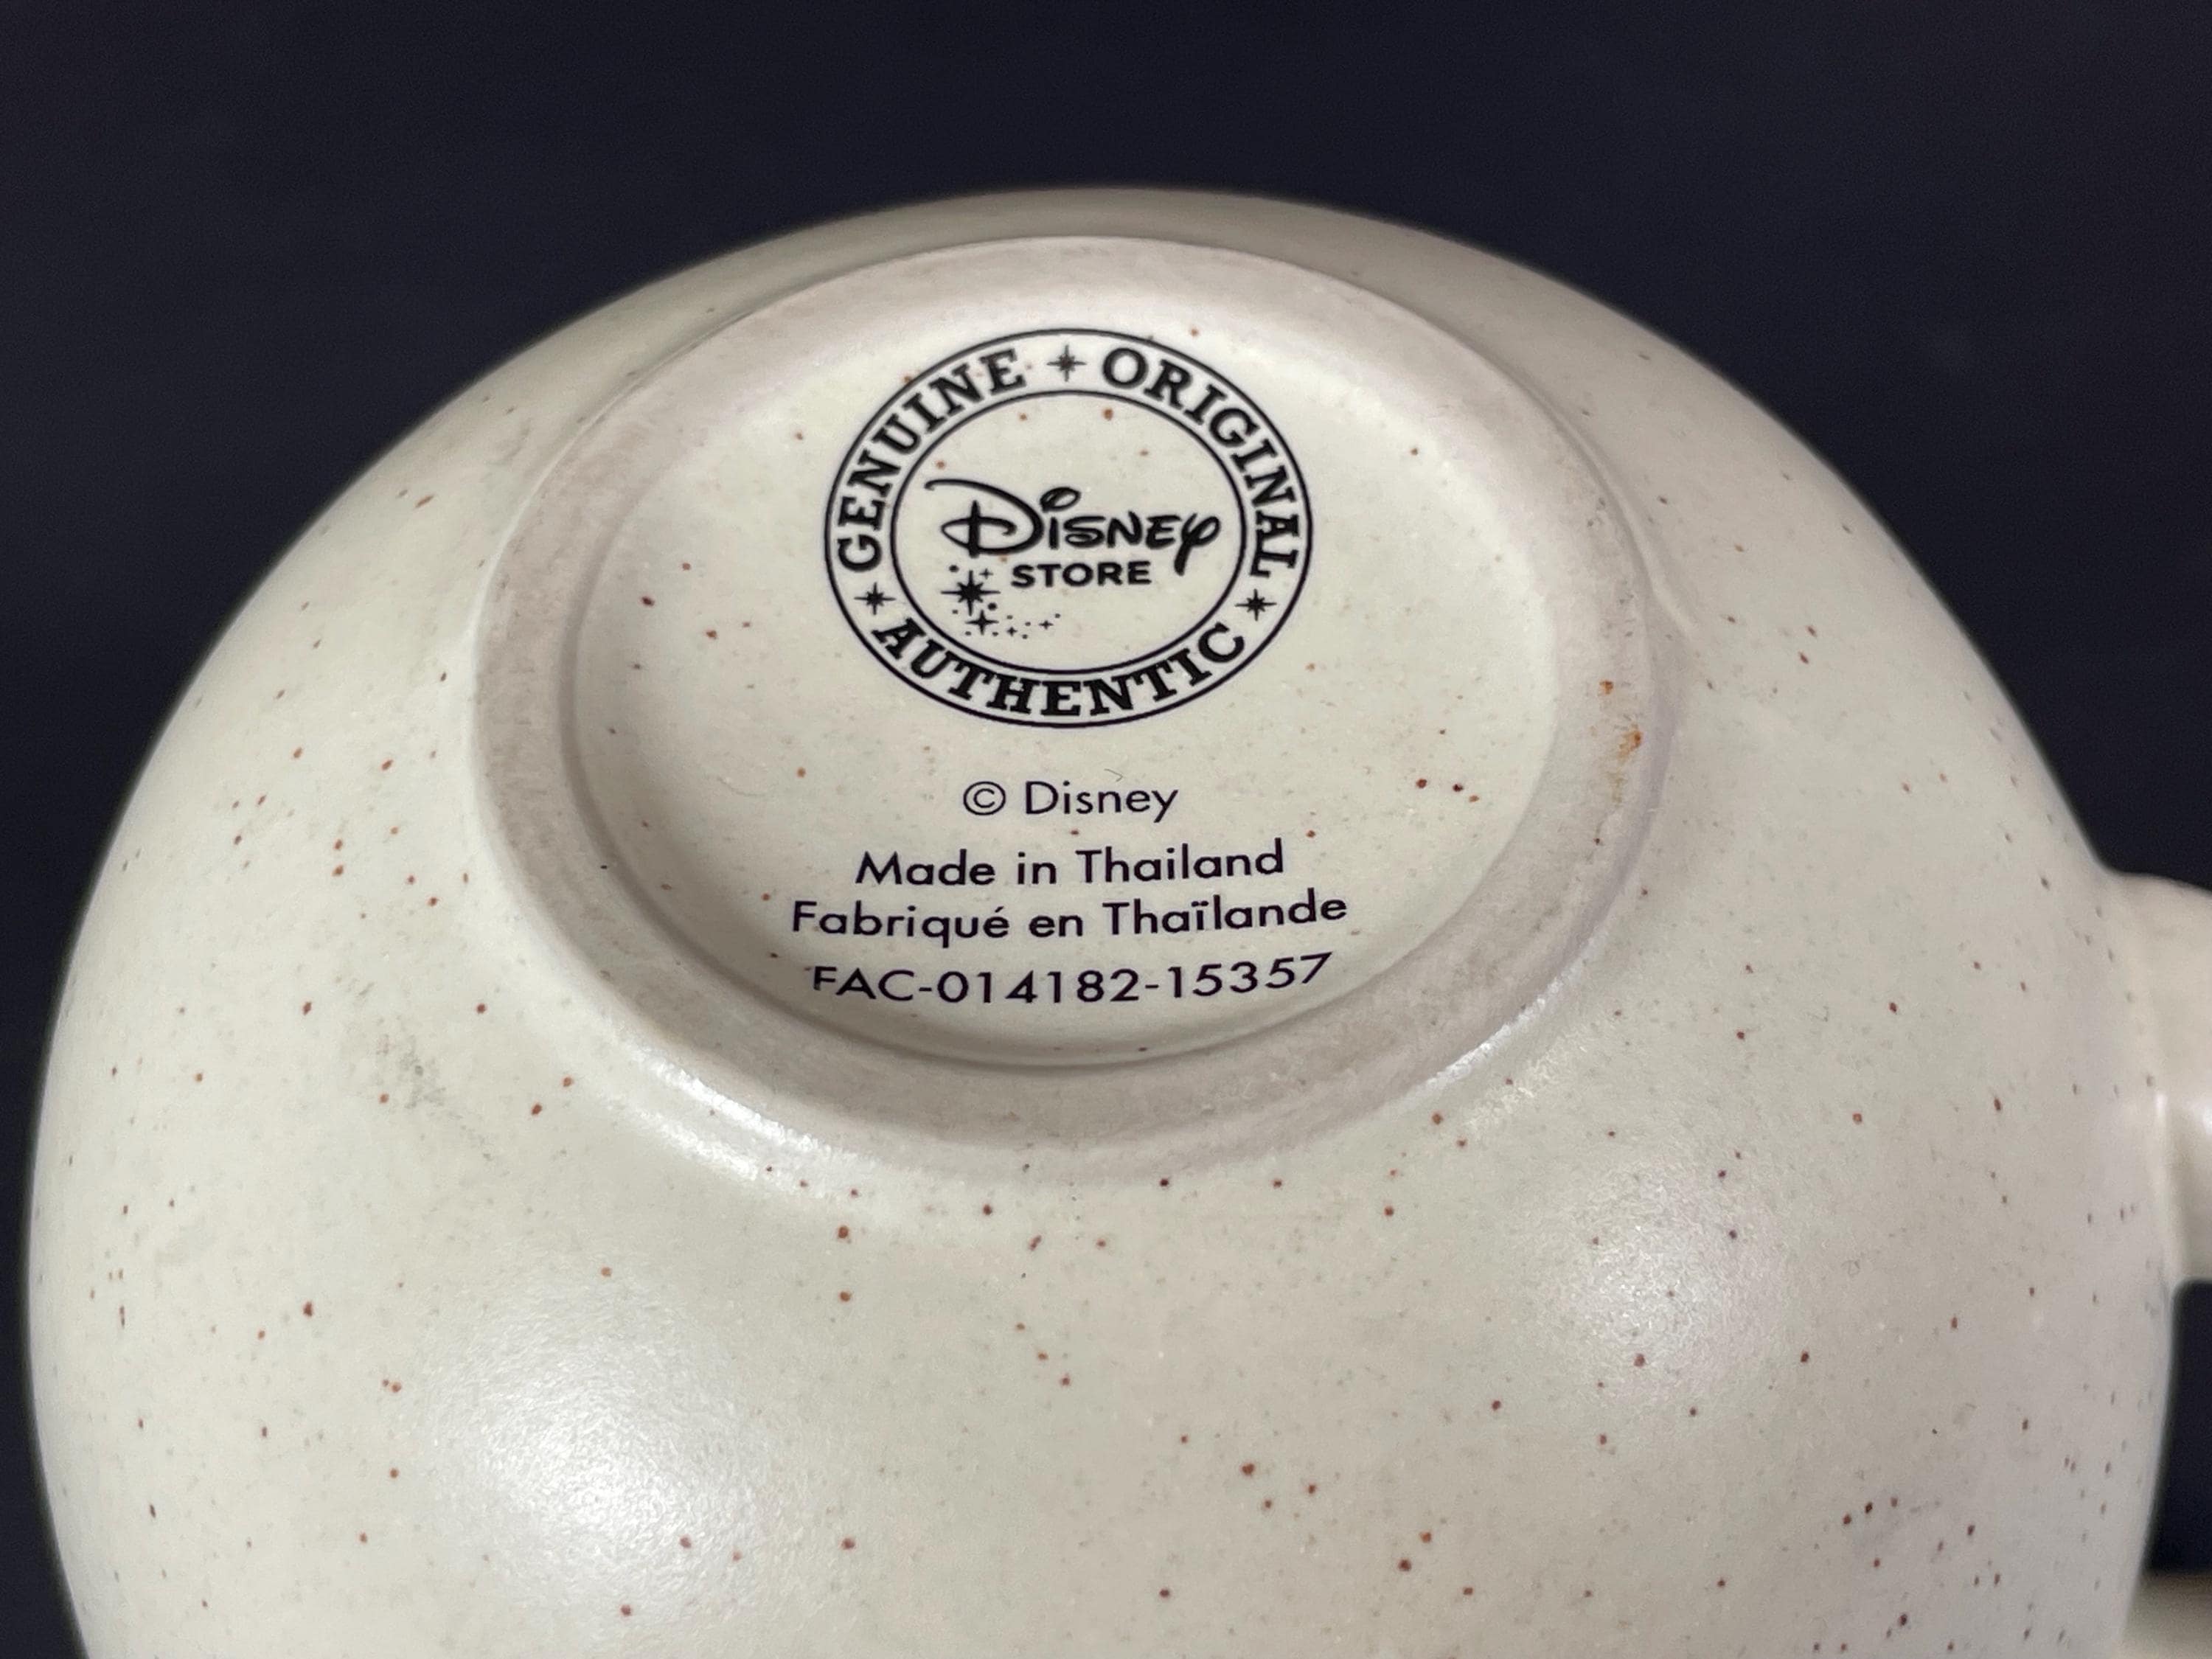 GENUINE ORIGINAL
Disney
STORE
AUTHENTIC
© Disney
Made in Thailand
Fabriqué en Thaïlande
FAC-014182-15357